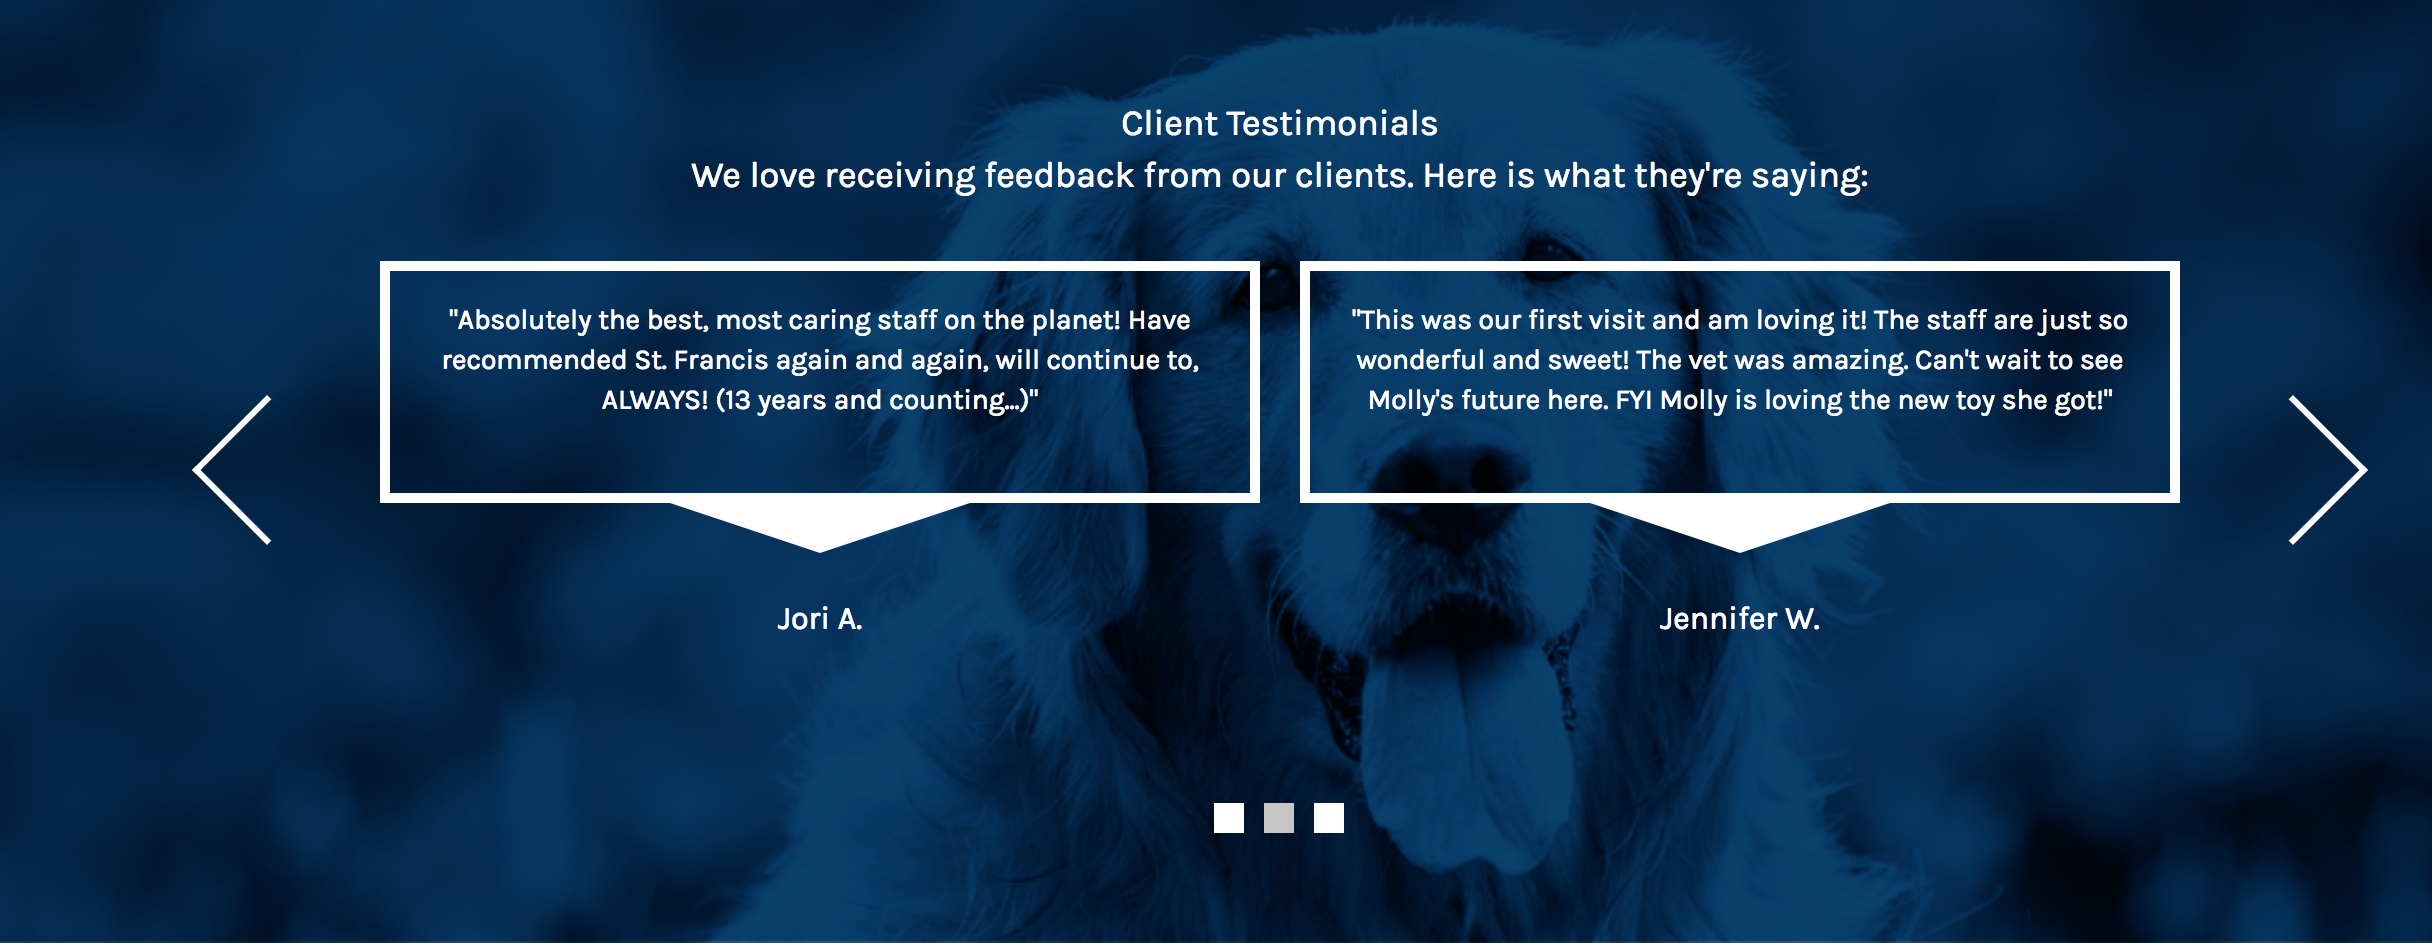 Client Testimonials
We love receiving feedback from our clients. Here is what they're saying:
"Absolutely the best, most caring staff on the planet! Have
recommended St. Francis again and again, will continue to,
ALWAYS! (13 years and counting...)"
Jori A.
"This was our first visit and am loving it! The staff are just so
wonderful and sweet! The vet was amazing. Can't wait to see
Molly's future here. FYI Molly is loving the new toy she got!"
Jennifer W.